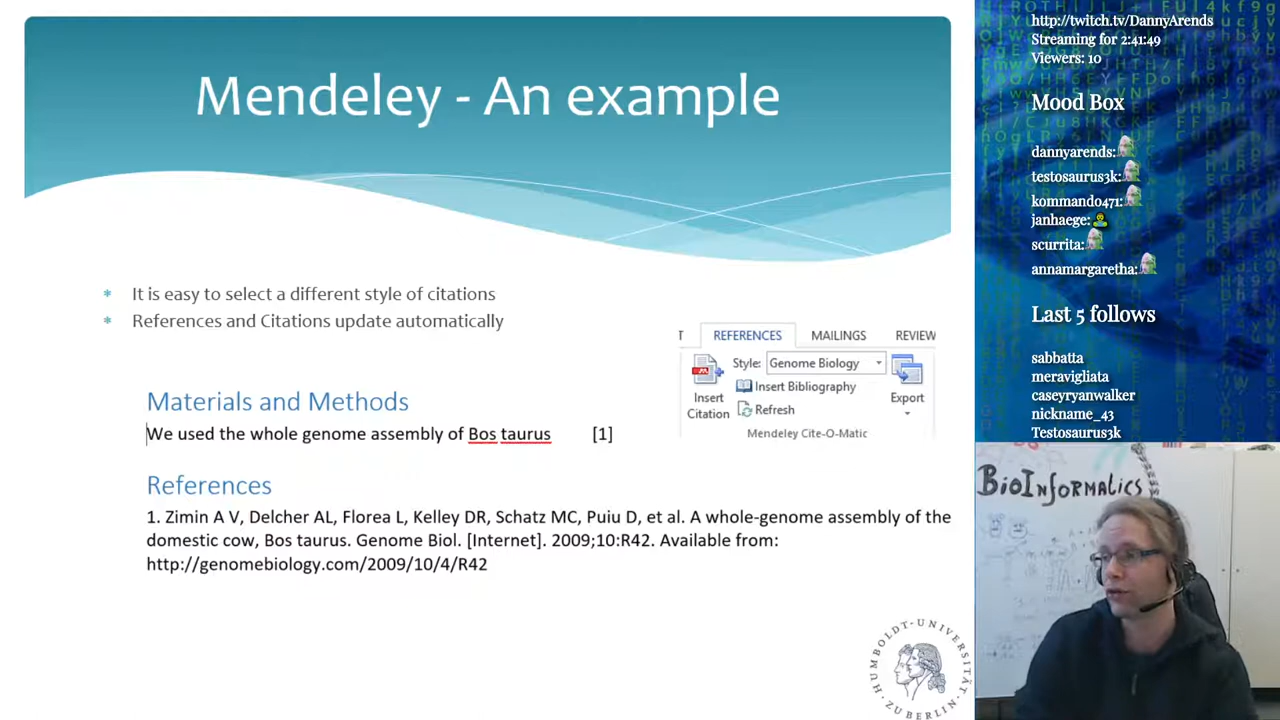 Mendeley - An example
* It is easy to select a different style of citations
* References and Citations update automatically
T REFERENCES MAILINGS REVIEW
Style: Genome Biology
Insert Bibliography
Refresh
Insert
Citation
Export
Mendeley Cite-O-Matic
Materials and Methods
We used the whole genome assembly of Bos taurus [1]
References
1. Zimin A V, Delcher AL, Florea L, Kelley DR, Schatz MC, Puiu D, et al. A whole-genome assembly of the
domestic cow, Bos taurus. Genome Biol. [Internet]. 2009;10:R42. Available from:
http://genomebiology.com/2009/10/4/R42
HUMBOLDT-UNIVERSITÄT
ZU BERLIN
http://twitch.tv/DannyArends
Streaming for 2:41:49
Viewers: 10
Mood Box
dannyarends:
testosaurus3k:
kommando471:
janhaege:
scurrita:
annamargaretha:
Last 5 follows
sabbatta
meravigliata
caseyryanwalker
nickname_43
Testosaurus3k
BioInformatics